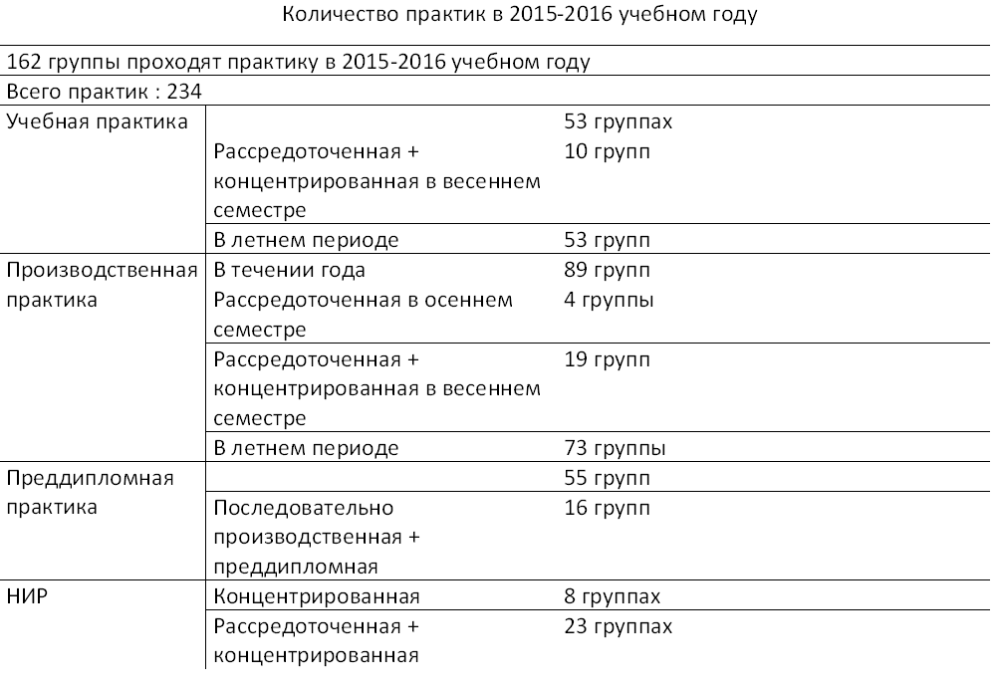 Количество практик в 2015-2016 учебном году
162 группы проходят практику в 2015-2016 учебном году
Всего практик : 234
Учебная практика 53 группах
Рассредоточенная + 10 групп
концентрированная в весеннем
семестре
В летнем периоде 53 групп
Производственная В течении года 89 групп
практика Рассредоточенная в осеннем 4 группы
семестре
Рассредоточенная + 19 групп
концентрированная в весеннем
семестре
В летнем периоде 73 группы
Преддипломная 55 групп
практика Последовательно 16 групп
производственная +
преддипломная
НИР Концентрированная 8 группах
Рассредоточенная + 23 группах
концентрированная